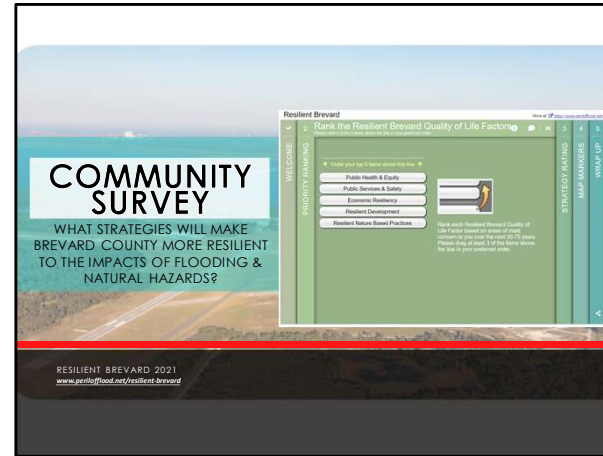 COMMUNITY
SURVEY
WHAT STRATEGIES WILL MAKE
BREVARD COUNTY MORE RESILIENT
TO THE IMPACTS OF FLOODING &
NATURAL HAZARDS?
Resilient Brevard
More at:
WELCOME
2 PRIORITY RANKING
Rank the Resilient Brevard Quality of Life Factors
Order your top 5 items above this line
Public Health & Equity
Public Services & Safety
Economic Resiliency
Resilient Development
Resilient Nature Based Practices
Rank each Resilient Brevard Quality of
Life Factor based on areas of most
concern to you over the next 50-75 years.
Please drag at least 3 of the items above
the line to your preferred order.
3 STRATEGY RATING
4 MAP MARKERS
5 WRAP UP
RESILIENT BREVARD 2021
www.perilofflood.net/resilient-brevard